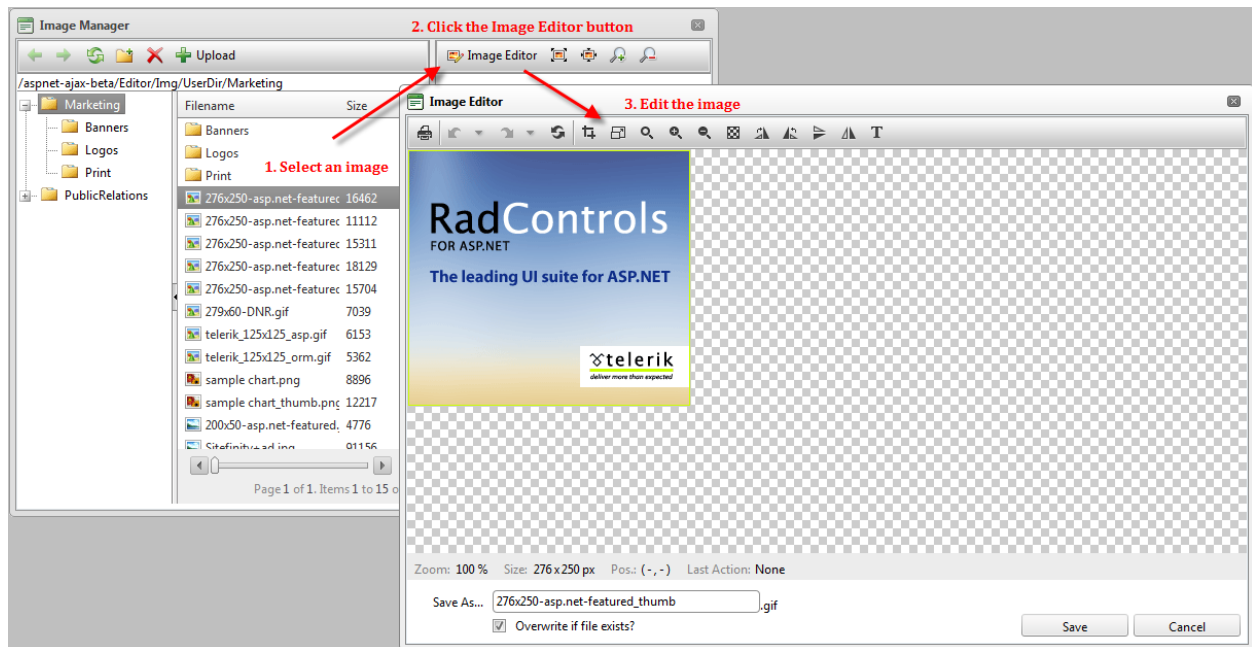 Image Manager
2. Click the Image Editor button
Upload
Image Editor
/aspnet-ajax-beta/Editor/Img/UserDir/Marketing
Marketing
Banners
Logos
Print
PublicRelations
Filename Size
Banners
Logos
Print
1. Select an image
276x250-asp.net-featurec 16462
276x250-asp.net-featurec 11112
276x250-asp.net-featurec 15311
276x250-asp.net-featurec 18129
276x250-asp.net-featurec 15704
279x60-DNR.gif 7039
telerik_125x125_asp.gif 6153
telerik_125x125_orm.gif 5362
sample chart.png 8896
sample chart_thumb.png 12217
200x50-asp.net-featured. 4776
Sitefinity+ad.jpg 91156
Page 1 of 1. Items 1 to 15 o
Image Editor
3. Edit the image
T
RadControls
FOR ASP.NET
The leading UI suite for ASP.NET
telerik
deliver more than expected
Zoom: 100 % Size: 276 x 250 px Pos.: ( - , - ) Last Action: None
Save As... 276x250-asp.net-featured_thumb .gif
Overwrite if file exists?
Save Cancel